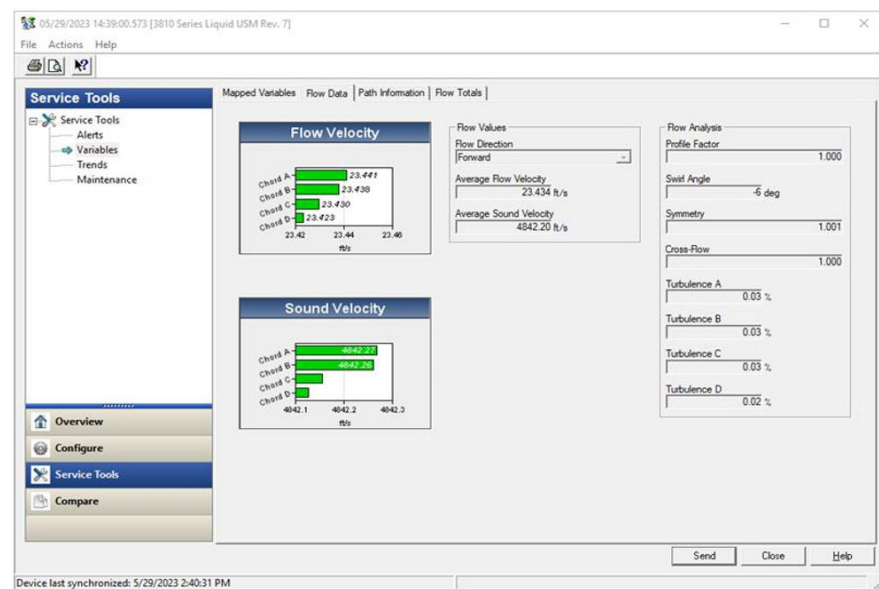 05/29/2023 14:39:00.573 [3810 Series Liquid USM Rev. 7]
File Actions Help
Service Tools
Service Tools
Alerts
Variables
Trends
Maintenance
Overview
Configure
Service Tools
Compare
Mapped Variables Flow Data Path Information Flow Totals
Flow Velocity
Chord A 23.441
Chord B 23.438
Chord C 23.430
Chord D 23.423
23.42 23.44 23.46
ft/s
Sound Velocity
Chord A 4842.27
Chord B 4842.26
Chord C
Chord D
4842.1 4842.2 4842.3
ft/s
Flow Values
Flow Direction
Forward
Average Flow Velocity
23.434 ft/s
Average Sound Velocity
4842.20 ft/s
Flow Analysis
Profile Factor
1.000
Swirl Angle
-6 deg
Symmetry
1.001
Cross-Flow
1.000
Turbulence A
0.03 %
Turbulence B
0.03 %
Turbulence C
0.03 %
Turbulence D
0.02 %
Send Close Help
Device last synchronized: 5/29/2023 2:40:31 PM